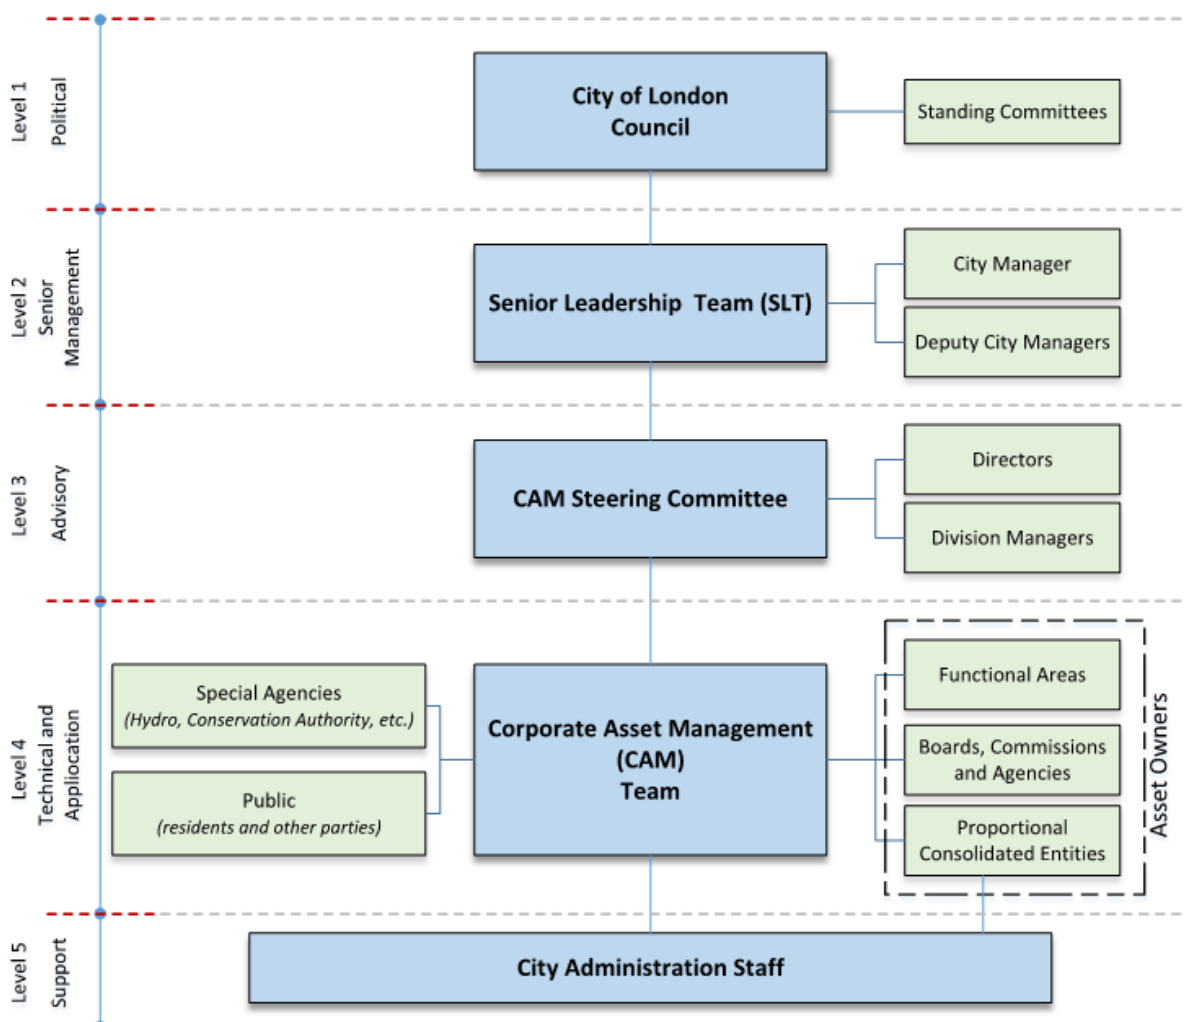 Level 1
Political
City of London
Council
Standing Committees
Level 2
Senior
Management
Senior Leadership Team (SLT)
City Manager
Deputy City Managers
Level 3
Advisory
CAM Steering Committee
Directors
Division Managers
Level 4
Technical and
Appliocation
Special Agencies
(Hydro, Conservation Authority, etc.)
Public
(residents and other parties)
Corporate Asset Management
(CAM)
Team
Functional Areas
Boards, Commissions
and Agencies
Proportional
Consolidated Entities
Asset Owners
Level 5
Support
City Administration Staff